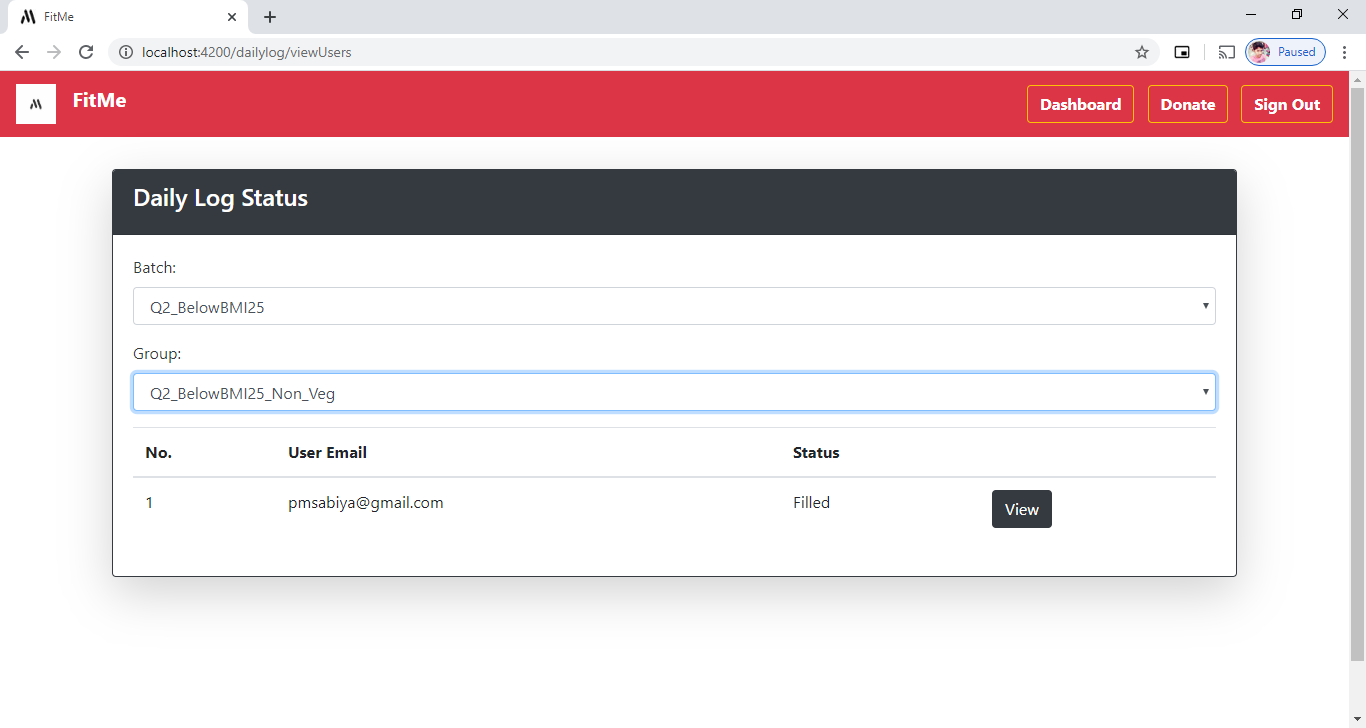 FitMe
localhost:4200/dailylog/viewUsers
Paused
FitMe
Dashboard
Donate
Sign Out
Daily Log Status
Batch:
Q2_BelowBMI25
Group:
Q2_BelowBMI25_Non_Veg
No. User Email Status
1 pmsabiya@gmail.com Filled View